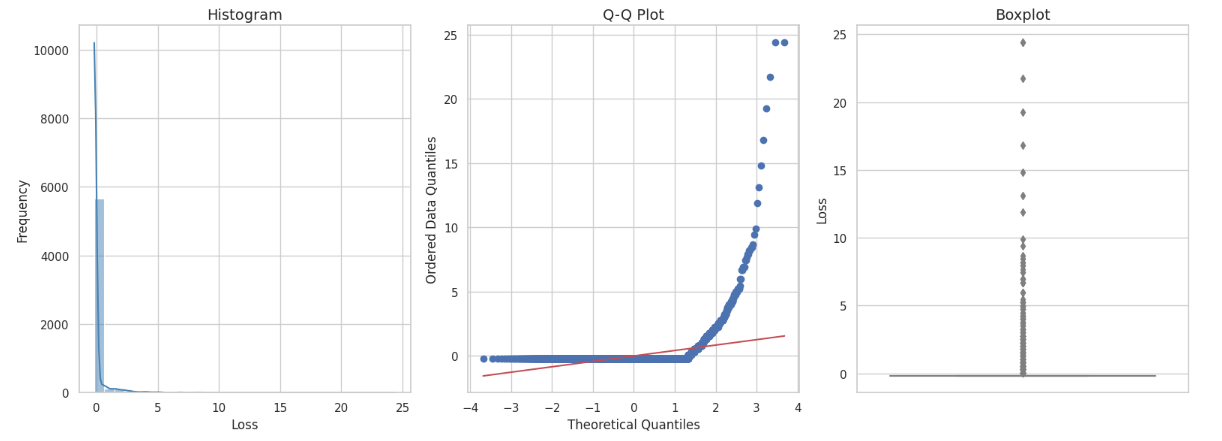 Histogram
10000
8000
6000
4000
2000
0
0 5 10 15 20 25
Frequency
Loss
Q-Q Plot
25
20
15
10
5
0
−4 −3 −2 −1 0 1 2 3 4
Ordered Data Quantiles
Theoretical Quantiles
Boxplot
25
20
15
10
5
0
Loss